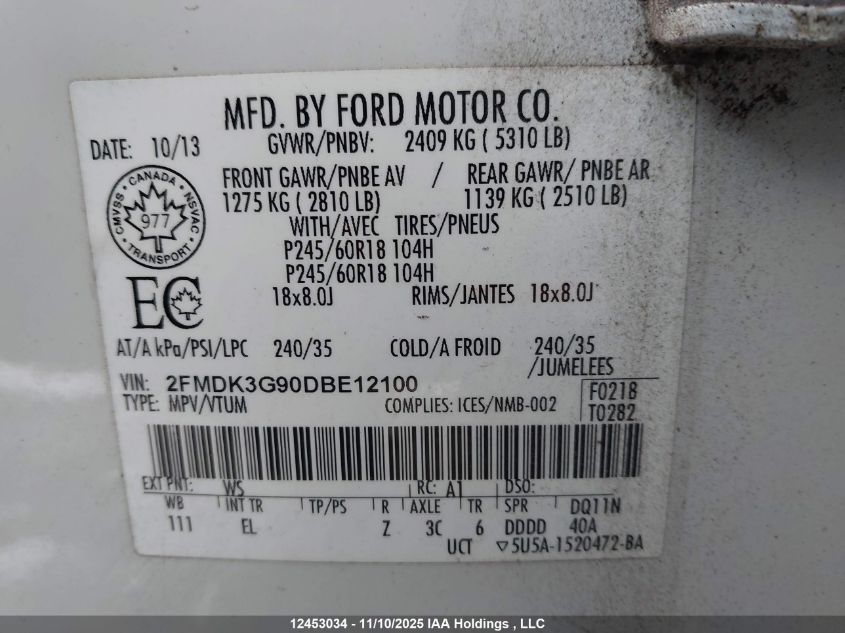 MFD. BY FORD MOTOR CO.
DATE: 10/13 GVWR/PNBV: 2409 KG ( 5310 LB)
FRONT GAWR/PNBE AV / REAR GAWR/ PNBE AR
1275 KG ( 2810 LB) 1139 KG ( 2510 LB)
WITH/AVEC TIRES/PNEUS
P245/60R18 104H
P245/60R18 104H
18x8.0J RIMS/JANTES 18x8.0J
CANADA
CMVSS 977 NSVAC
TRANSPORT
EC
AT/A kPa/PSI/LPC 240/35 COLD/A FROID 240/35
/JUMELEES
VIN: 2FMDK3G90DBE12100
TYPE: MPV/VTUM COMPLIES: ICES/NMB-002
F0218
T0282
EXT PNT: WS RC: A1 DSO:
WB INT TR TP/PS R AXLE TR SPR DQ11N
111 EL Z 3C 6 DDDD 40A
UCT ▽5U5A-1520472-BA
12453034 - 11/10/2025 IAA Holdings , LLC